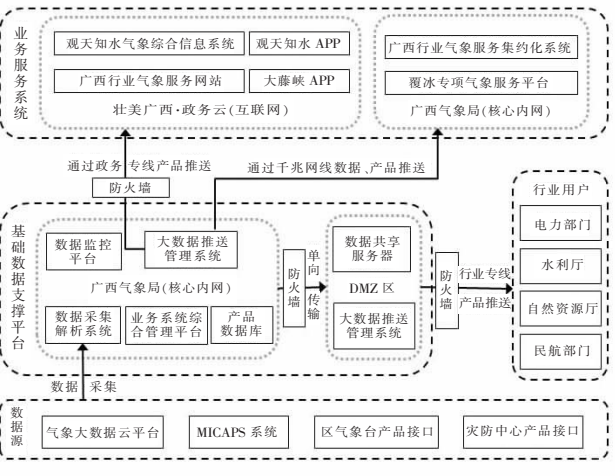 业务服务系统
观天知水气象综合信息系统
观天知水 APP
广西行业气象服务网站
大藤峡 APP
壮美广西·政务云(互联网)
广西行业气象服务集约化系统
覆冰专项气象服务平台
广西气象局(核心内网)
通过政务 专线产品推送
防火墙
通过千兆网线数据、产品推送
基础数据支撑平台
数据监控
平台
大数据推送
管理系统
广西气象局(核心内网)
数据采集
解析系统
业务系统综
合管理平台
产品
数据库
防火墙
单向
传输
数据共享
服务器
DMZ 区
大数据推送
管理系统
防火墙
行业专线
产品推送
行业用户
电力部门
水利厅
自然资源厅
民航部门
数据 采集
数据源
气象大数据云平台
MICAPS 系统
区气象台产品接口
灾防中心产品接口